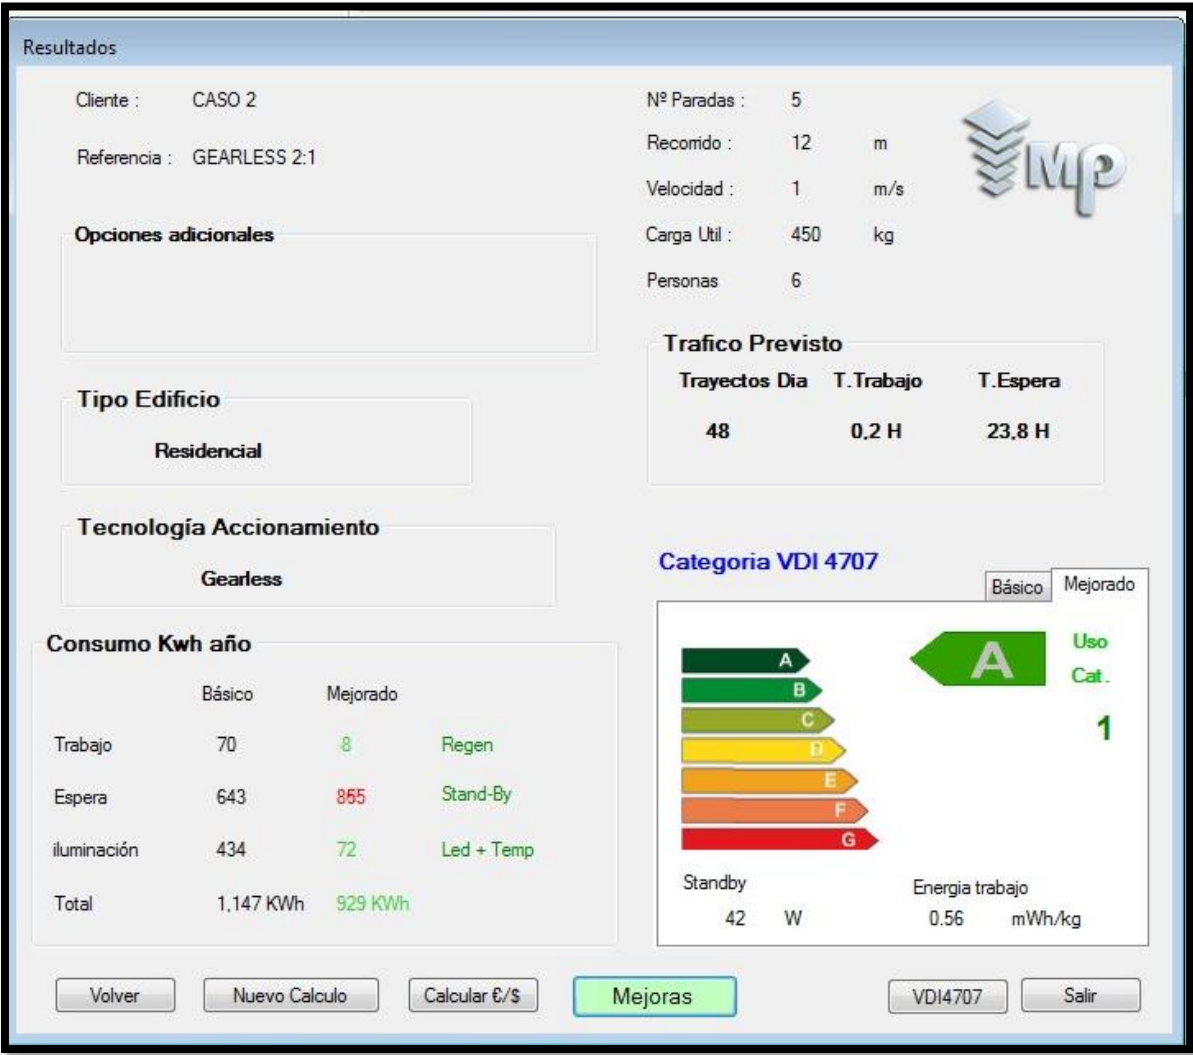 Resultados
Cliente : CASO 2
Referencia : GEARLESS 2:1
Opciones adicionales
Tipo Edificio
Residencial
Tecnología Accionamiento
Gearless
Nº Paradas : 5
Recorrido : 12 m
Velocidad : 1 m/s
Carga Util : 450 kg
Personas 6
Mp
Trafico Previsto
Trayectos Dia T.Trabajo T.Espera
48 0,2 H 23,8 H
Consumo Kwh año
Básico Mejorado
Trabajo 70 -8 Regen
Espera 643 865 Stand-By
iluminación 434 72 Led + Temp
Total 1,147 KWh 929 KWh
Categoria VDI 4707
Básico Mejorado
A
B
C
D
E
F
G
A
Uso
Cat.
1
Standby Energia trabajo
42 W 0.56 mWh/kg
Volver Nuevo Calculo Calcular €/$ Mejoras VDI4707 Salir